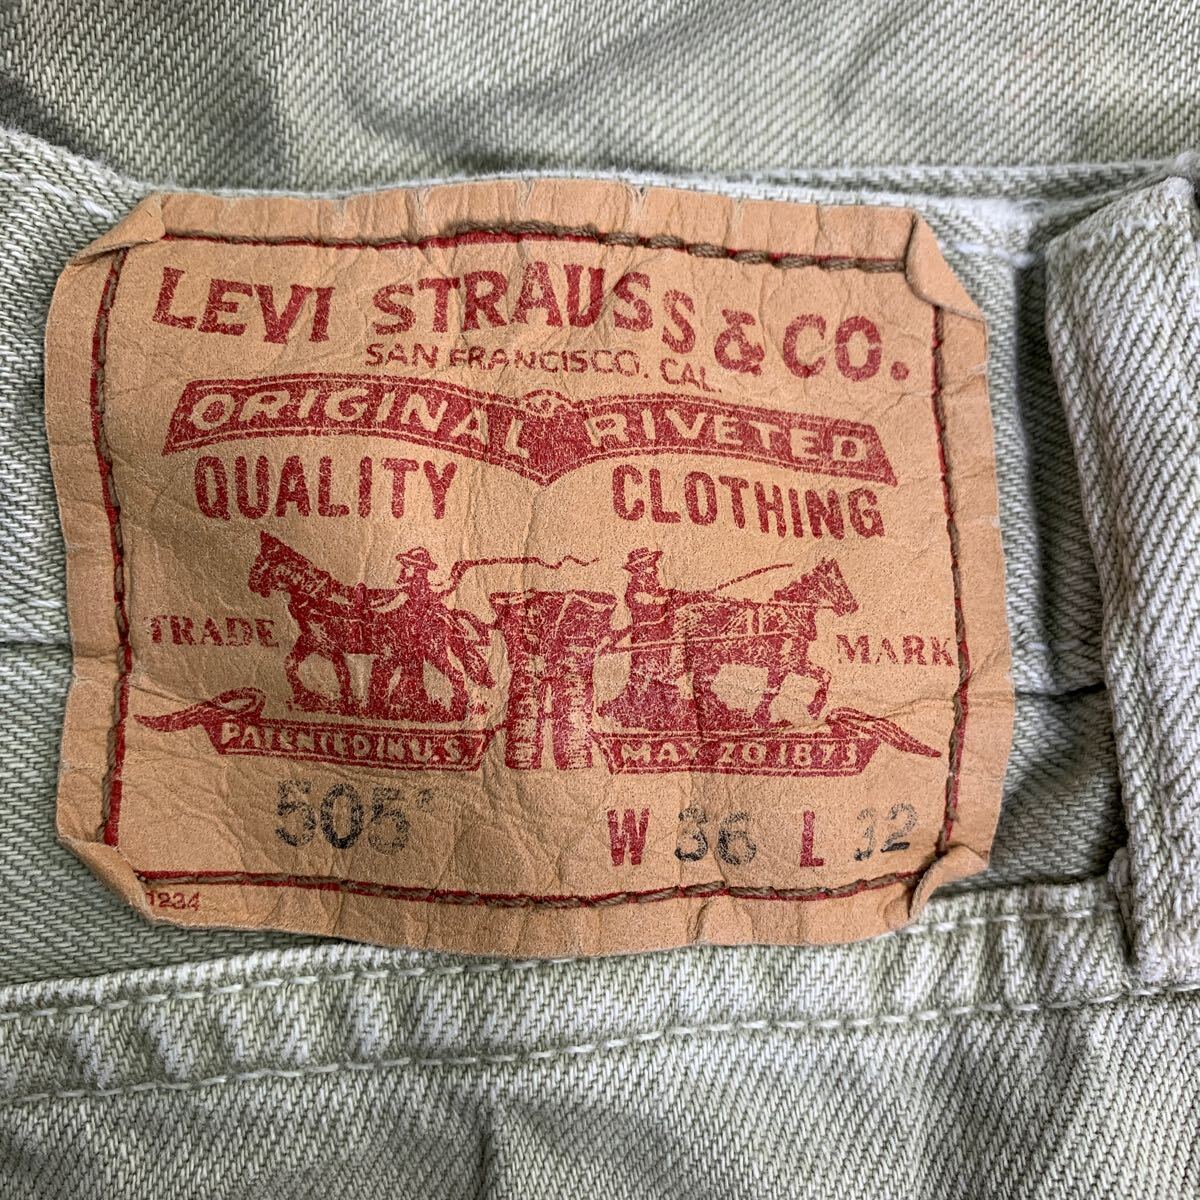 LEVI STRAUSS & CO.
SAN FRANCISCO, CAL.
ORIGINAL RIVETED
QUALITY CLOTHING
TRADE MARK
PATENTED IN U.S. MAY 20 1873
505* W 36 L 32
1234